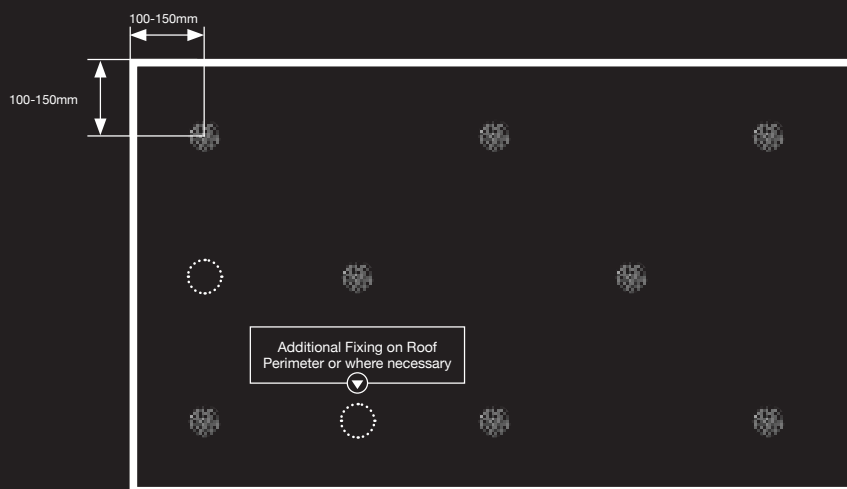 100-150mm
100-150mm
Additional Fixing on Roof
Perimeter or where necessary